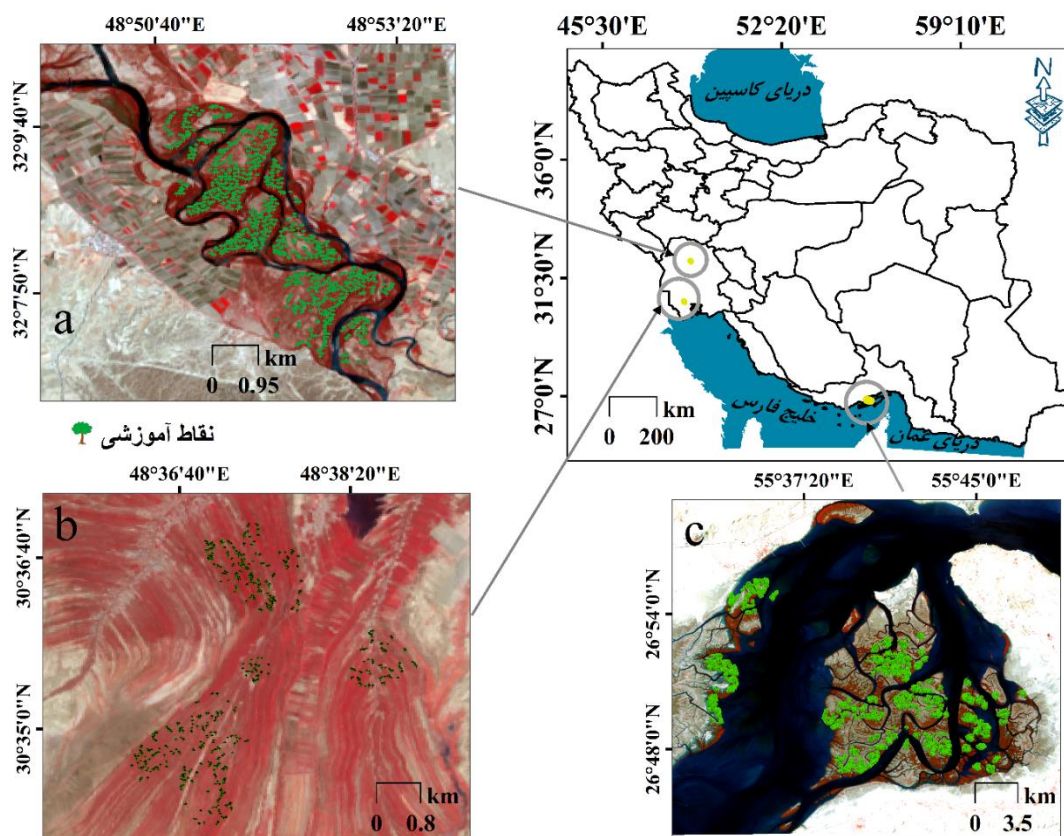 48°50'40"E
48°53'20"E
32°9'40"N
32°7'50"N
a
km
0 0.95
نقاط آموزشی
45°30'E
52°20'E
59°10'E
36°0'N
31°30'N
27°0'N
N
دریای کاسپین
خلیج فارس
دریای عمان
km
0 200
48°36'40"E
48°38'20"E
30°36'40"N
30°35'0"N
b
km
0 0.8
55°37'20"E
55°45'0"E
26°54'0"N
26°48'0"N
c
km
0 3.5